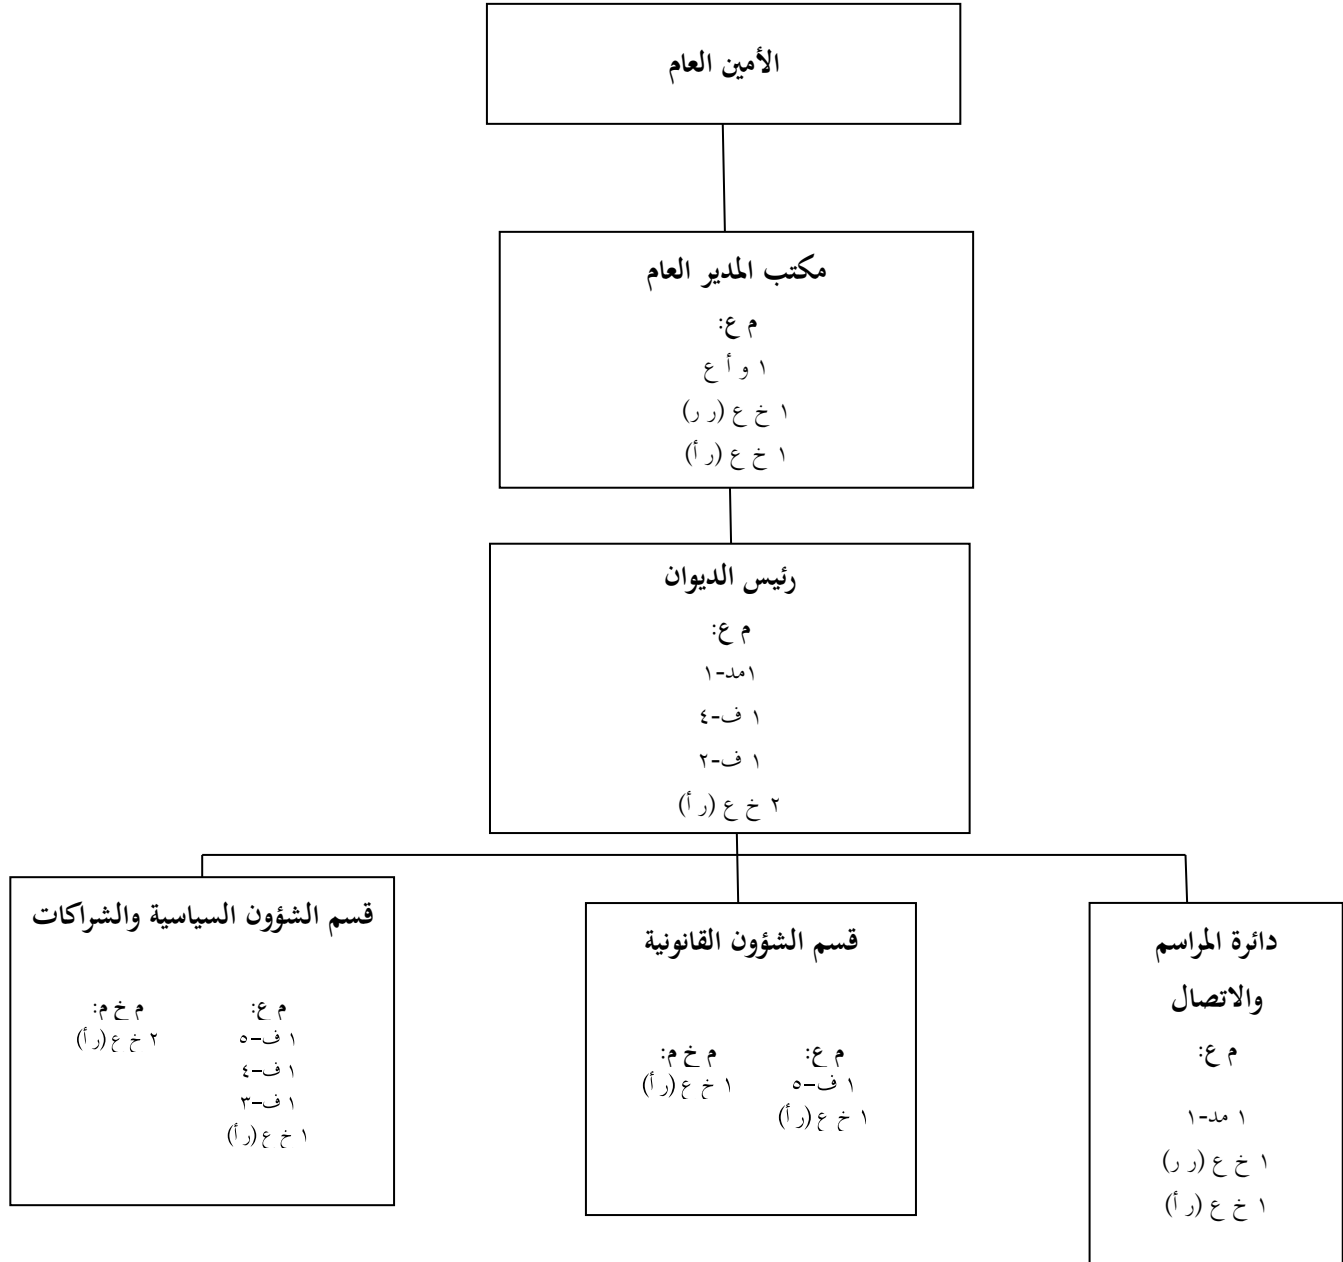 الأمين العام
مكتب المدير العام
م ع:
١ و أ ع
١ خ ع (ر ر)
١ خ ع (ر أ)
رئيس الديوان
م ع:
١مد-١
١ ف-٤
١ ف-٢
٢ خ ع (ر أ)
دائرة المراسم
والاتصال
م ع:
١ مد-١
١ خ ع (ر ر)
١ خ ع (ر أ)
قسم الشؤون القانونية
م ع:
١ ف-٥
١ خ ع (ر أ)
م خ م:
١ خ ع (ر أ)
قسم الشؤون السياسية والشراكات
م ع:
١ ف-٥
١ ف-٤
١ ف-٣
١ خ ع (ر أ)
م خ م:
٢ خ ع (ر أ)